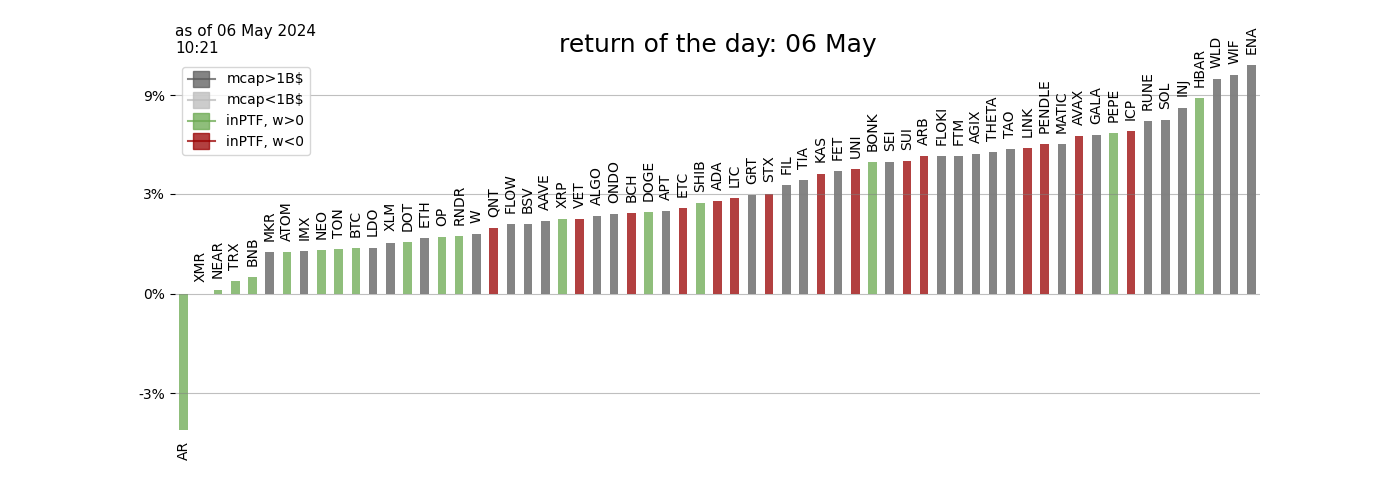 as of 06 May 2024
10:21
return of the day: 06 May
mcap>1B$
mcap<1B$
inPTF, w>0
inPTF, w<0
9%
3%
0%
-3%
AR
XMR
NEAR
TRX
BNB
MKR
ATOM
IMX
NEO
TON
BTC
LDO
XLM
DOT
ETH
OP
RNDR
W
QNT
FLOW
BSV
AAVE
XRP
VET
ALGO
ONDO
BCH
DOGE
APT
ETC
SHIB
ADA
LTC
GRT
STX
FIL
TIA
KAS
FET
UNI
BONK
SEI
SUI
ARB
FLOKI
FTM
AGIX
THETA
TAO
LINK
PENDLE
MATIC
AVAX
GALA
PEPE
ICP
RUNE
SOL
INJ
HBAR
WLD
WIF
ENA